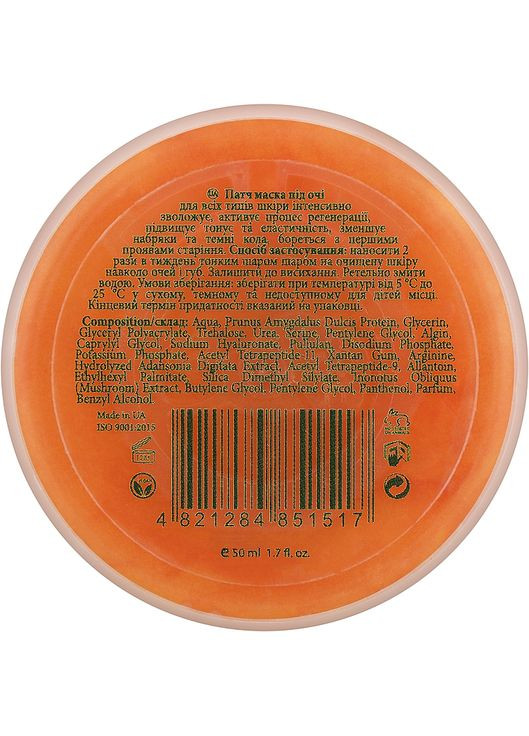 UA Патч маска під очі
для всіх типів шкіри інтенсивно
зволожує, активує процес регенерації,
підвищує тонус та еластичність, зменшує
набряки та темні кола, бореться а першими
проявами старіння. Спосіб застосування: наносити 2
рази в тиждень тонким шаром шаром на очищену шкіру
навколо очей і губ. Залишити до висихання. Ретельно змити
водою. Умови зберігання: зберігати при температурі від 5 °C до
25 °C у сухому, темному та недоступному для дітей місці.
Кінцевий термін придатності вказаний на упаковці.
Composition/склад: Aqua, Prunus Amygdalus Dulcis Protein, Glycerin,
Glyceryl Polyacrylate, Trehalose, Urea, Serine, Pentylene Glycol, Algin,
Caprylyl Glycol, Sodium Hyaluronate, Pullulan, Disodium Phosphate,
Potassium Phosphate, Acetyl Tetrapeptide-11, Xantan Gum, Arginine,
Hydrolyzed Adansonia Digitata Extract, Acetyl Tetrapeptide-9, Allantoin,
Ethylhexyl Palmitate, Silica Dimethyl Silylate, Inonotus Obliquus
(Mushroom) Extract, Butylene Glycol, Pentylene Glycol, Panthenol, Parfum,
Benzyl Alcohol.
Made in UA
ISO 9001:2015
4 821284 851517
e 50 ml 1.7 fl. oz.